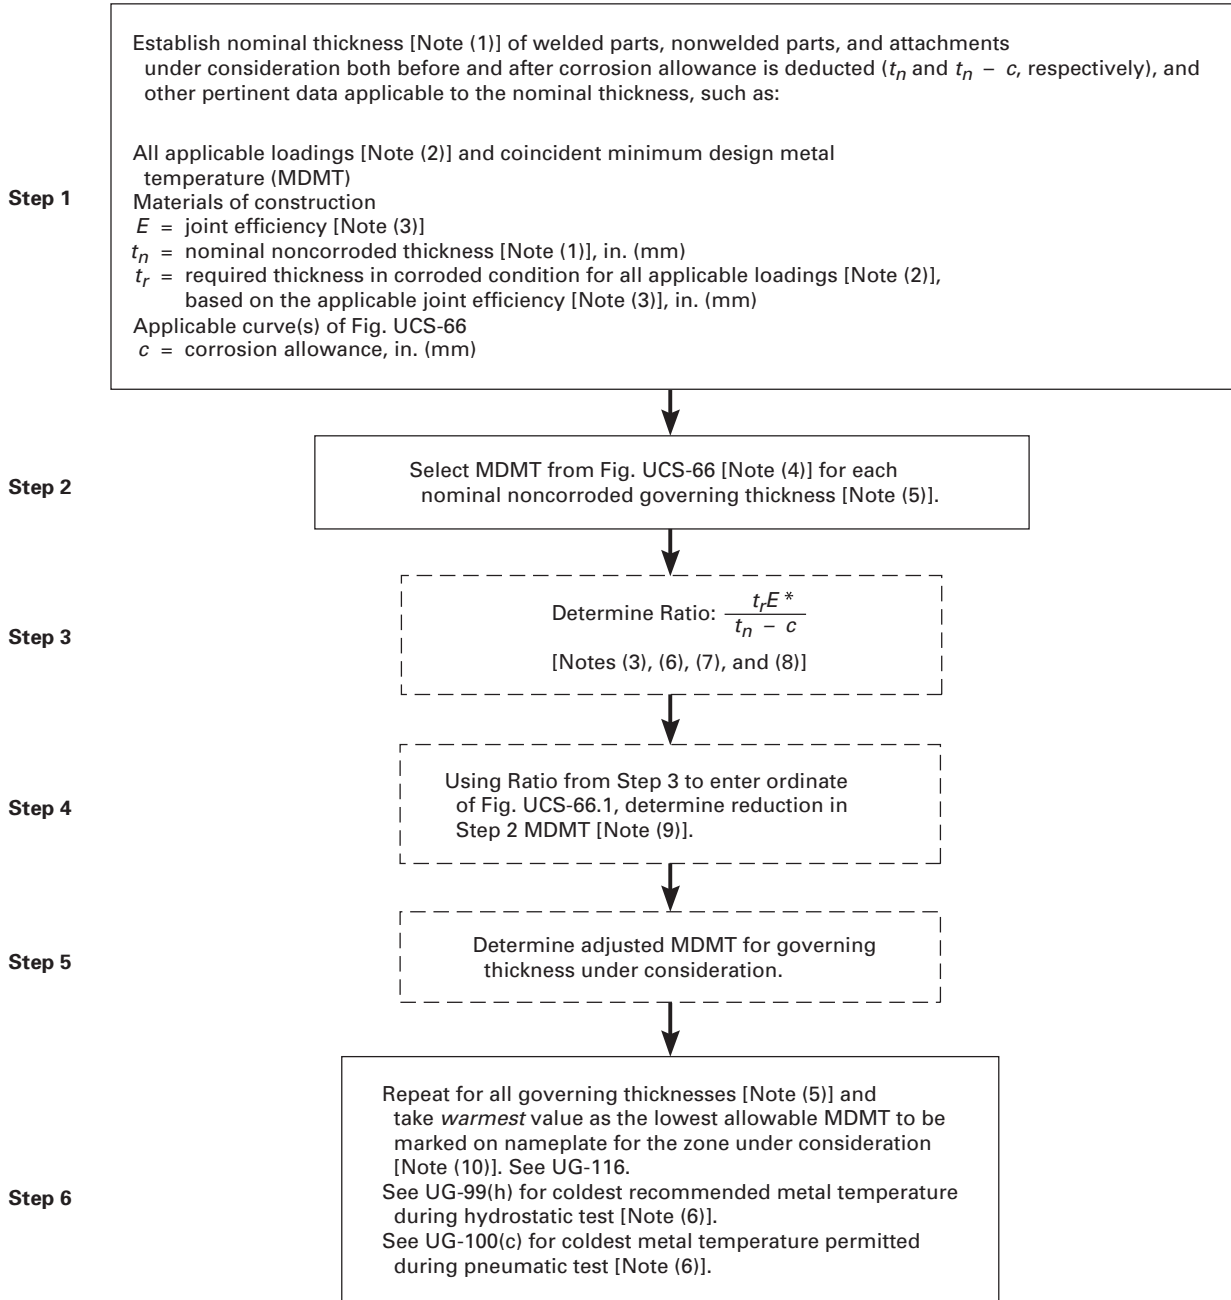 Establish nominal thickness [Note (1)] of welded parts, nonwelded parts, and attachments
under consideration both before and after corrosion allowance is deducted (tn and tn – c, respectively), and
other pertinent data applicable to the nominal thickness, such as:
All applicable loadings [Note (2)] and coincident minimum design metal
temperature (MDMT)
Step 1
Materials of construction
E = joint efficiency [Note (3)]
tn = nominal noncorroded thickness [Note (1)], in. (mm)
tr = required thickness in corroded condition for all applicable loadings [Note (2)],
based on the applicable joint efficiency [Note (3)], in. (mm)
Applicable curve(s) of Fig. UCS-66
c = corrosion allowance, in. (mm)
Step 2
Select MDMT from Fig. UCS-66 [Note (4)] for each
nominal noncorroded governing thickness [Note (5)].
Step 3
Determine Ratio: trE*
tn – c
[Notes (3), (6), (7), and (8)]
Step 4
Using Ratio from Step 3 to enter ordinate
of Fig. UCS-66.1, determine reduction in
Step 2 MDMT [Note (9)].
Step 5
Determine adjusted MDMT for governing
thickness under consideration.
Step 6
Repeat for all governing thicknesses [Note (5)] and
take warmest value as the lowest allowable MDMT to be
marked on nameplate for the zone under consideration
[Note (10)]. See UG-116.
See UG-99(h) for coldest recommended metal temperature
during hydrostatic test [Note (6)].
See UG-100(c) for coldest metal temperature permitted
during pneumatic test [Note (6)].